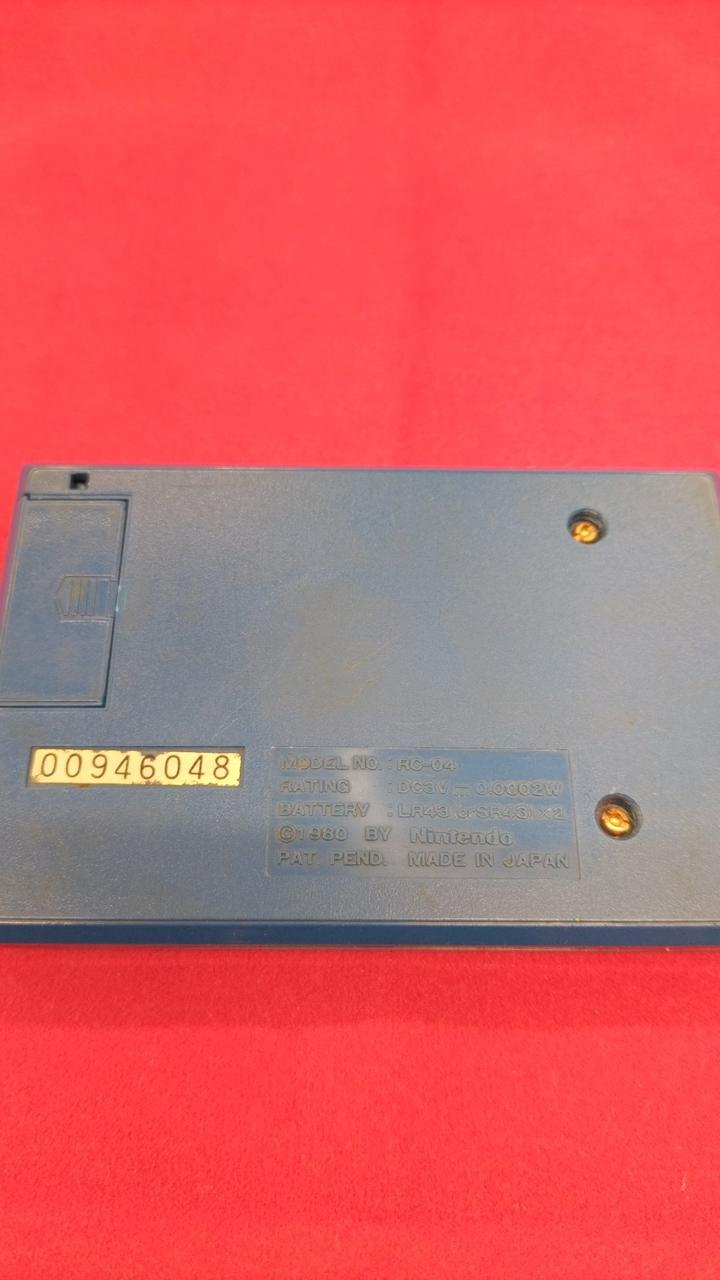 00946048
MODEL NO. : RC-04
RATING : DC3V ⎓ 0.0002W
BATTERY : LR43 (or SR43) ×2
©1980 BY Nintendo
PAT. PEND. MADE IN JAPAN